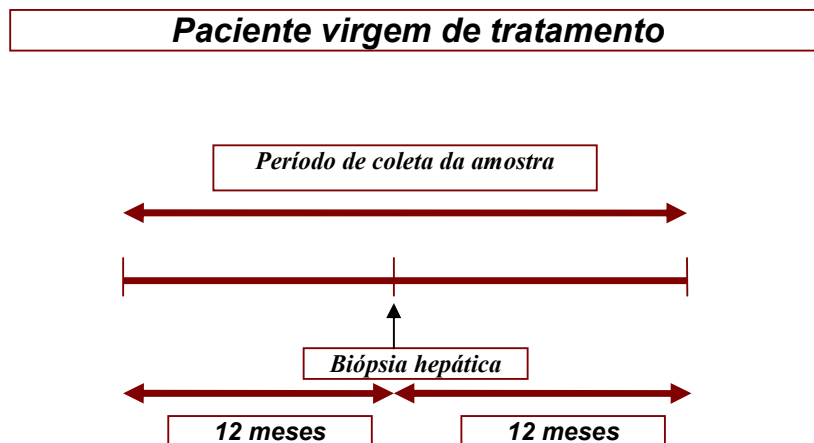 Paciente virgem de tratamento
Período de coleta da amostra
Biópsia hepática
12 meses
12 meses